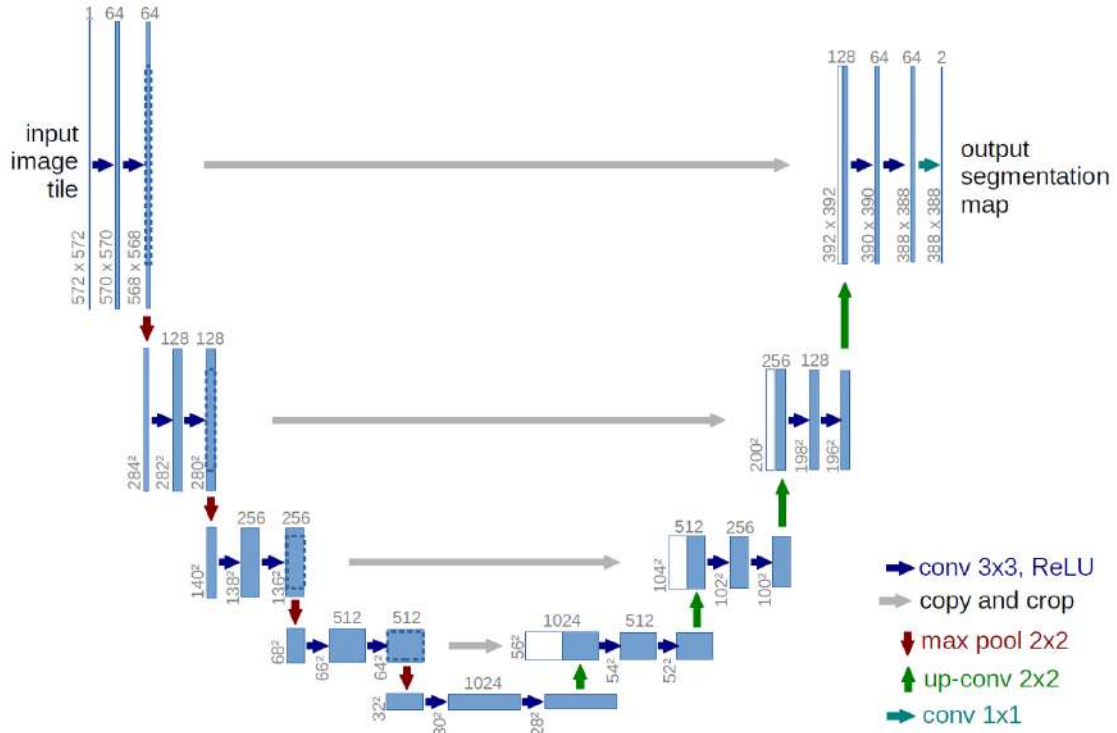 1 64 64
input
image
tile
572 x 572
570 x 570
568 x 568
128 64 64 2
output
segmentation
map
392 x 392
390 x 390
388 x 388
388 x 388
128 128
284²
282²
280²
256 128
200²
198²
196²
256 256
140²
138²
136²
512 256
104²
102²
100²
512 512
68²
66²
64²
1024 512
56²
54²
52²
1024
32²
30²
28²
conv 3x3, ReLU
copy and crop
max pool 2x2
up-conv 2x2
conv 1x1